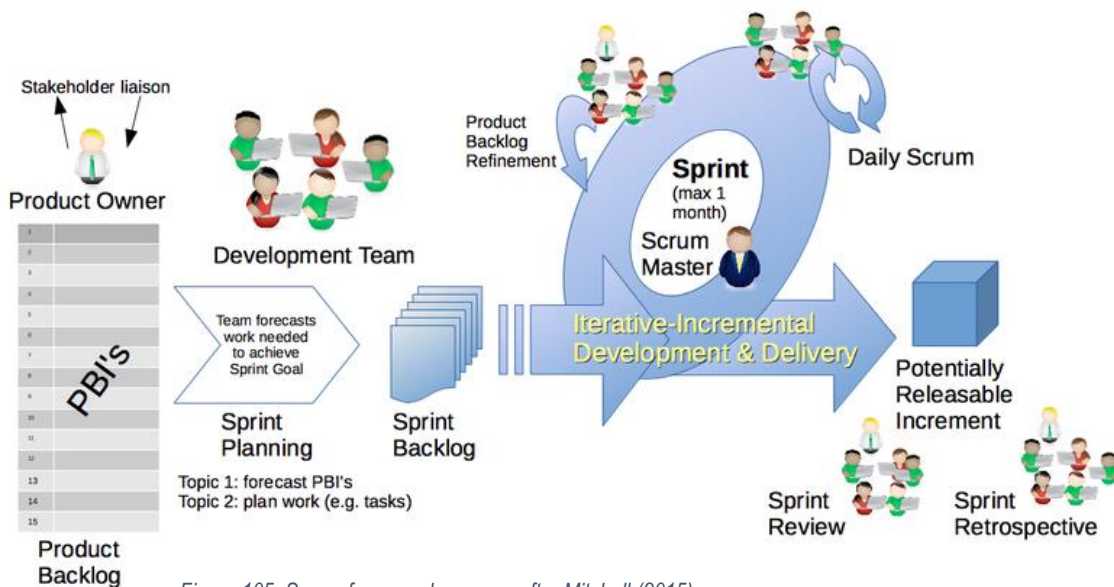 Stakeholder liaison
Product Owner
1
2
3
4
5
6
7
8
9
10
11
12
13
14
15
PBI's
Product
Backlog
Development Team
Team forecasts
work needed
to achieve
Sprint Goal
Sprint
Planning
Topic 1: forecast PBI's
Topic 2: plan work (e.g. tasks)
Sprint
Backlog
Product
Backlog
Refinement
Sprint
(max 1
month)
Scrum
Master
Daily Scrum
Iterative-Incremental
Development & Delivery
Potentially
Releasable
Increment
Sprint
Review
Sprint
Retrospective